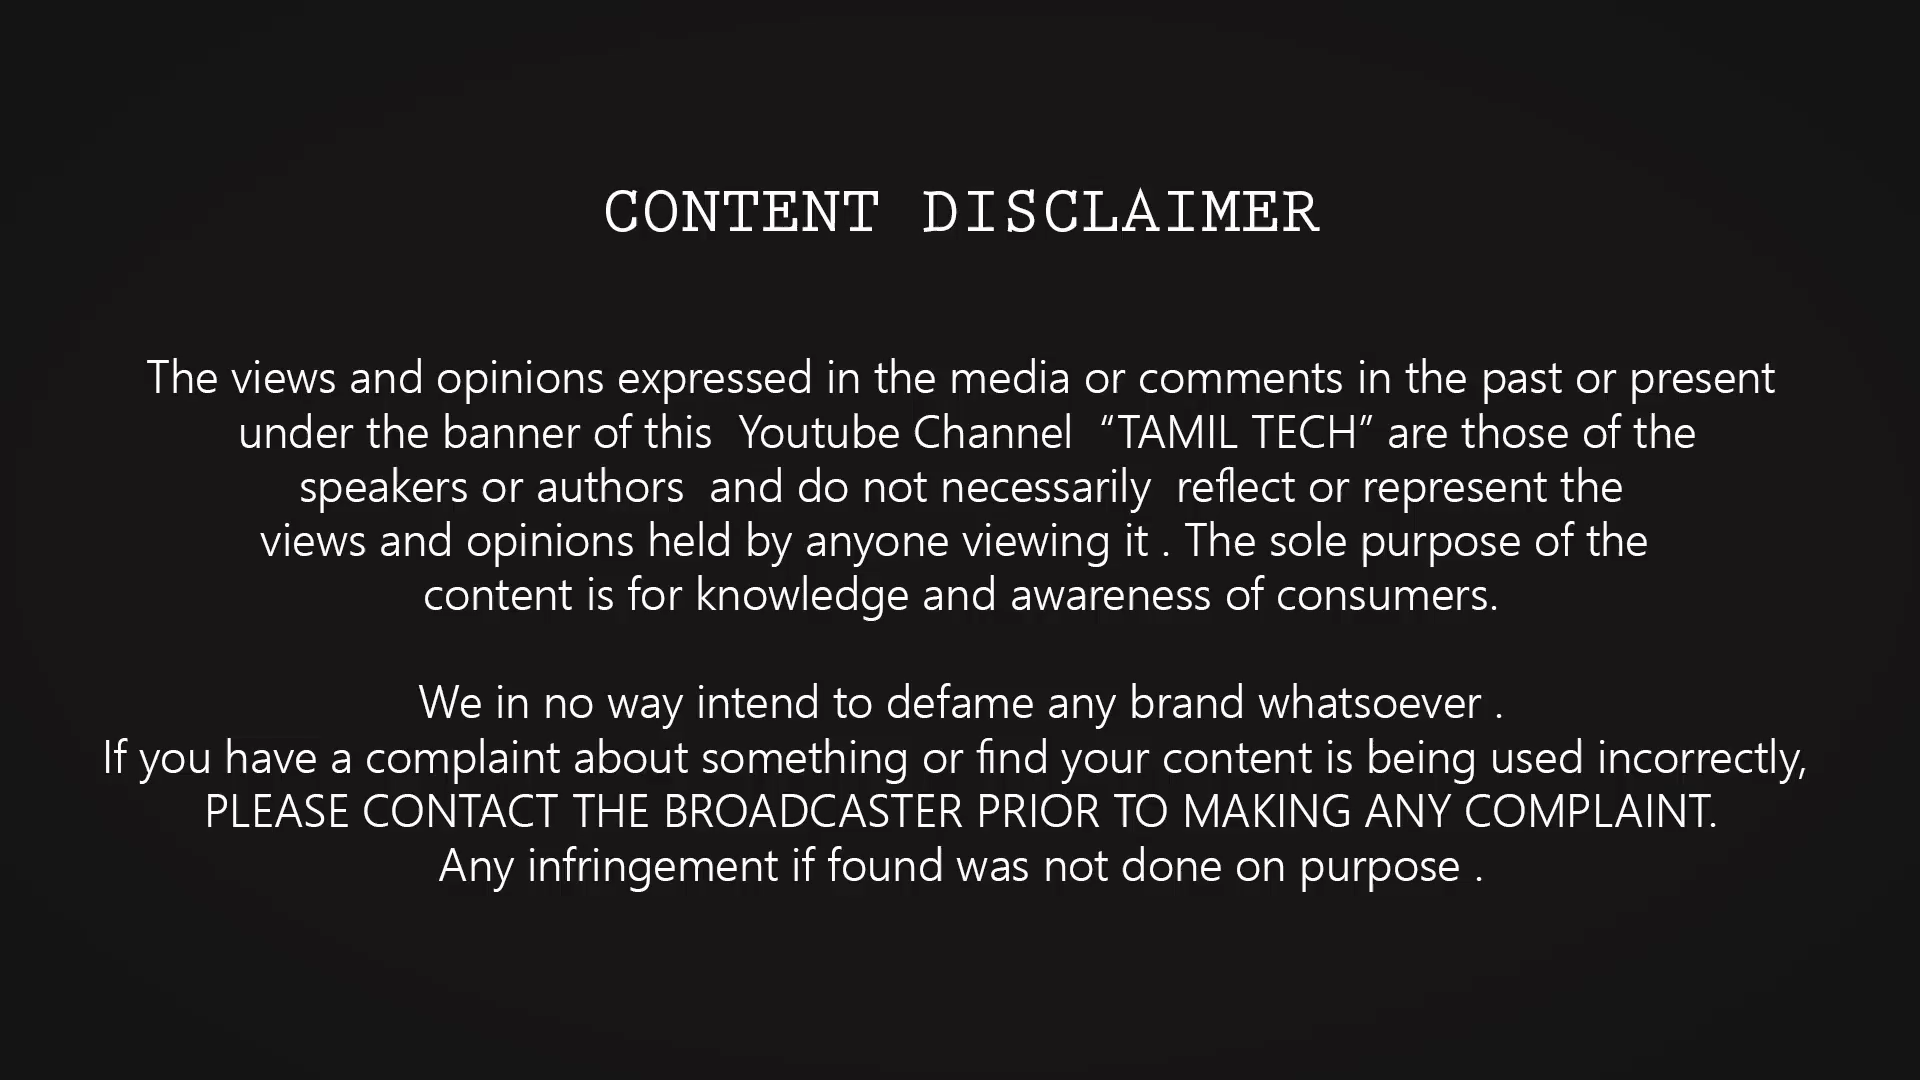 CONTENT DISCLAIMER
The views and opinions expressed in the media or comments in the past or present
under the banner of this  Youtube Channel  “TAMIL TECH” are those of the
speakers or authors  and do not necessarily  reflect or represent the
views and opinions held by anyone viewing it . The sole purpose of the
content is for knowledge and awareness of consumers.
We in no way intend to defame any brand whatsoever .
If you have a complaint about something or find your content is being used incorrectly,
PLEASE CONTACT THE BROADCASTER PRIOR TO MAKING ANY COMPLAINT.
Any infringement if found was not done on purpose .